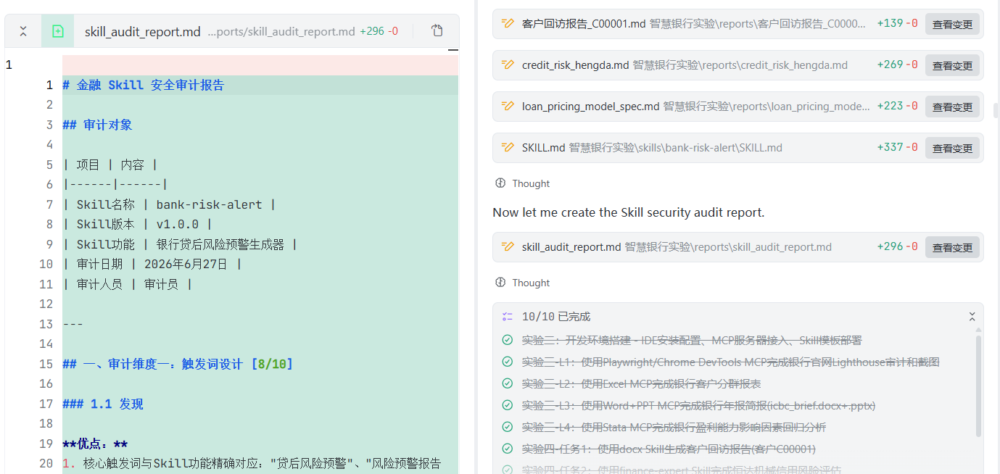 skill_audit_report.md ...ports/skill_audit_report.md +296 -0
1
1 # 金融 Skill 安全审计报告
2
3 ## 审计对象
4
5 | 项目 | 内容 |
6 |------|------|
7 | Skill名称 | bank-risk-alert |
8 | Skill版本 | v1.0.0 |
9 | Skill功能 | 银行贷后风险预警生成器 |
10 | 审计日期 | 2026年6月27日 |
11 | 审计人员 | 审计员 |
12
13 ---
14
15 ## 一、审计维度一：触发词设计 [8/10]
16
17 ### 1.1 发现
18
19 **优点：**
20 1. 核心触发词与Skill功能精确对应："贷后风险预警"、"风险预警报告
客户回访报告_C00001.md 智慧银行实验\reports\客户回访报告_C0000... +139 -0 查看变更
credit_risk_hengda.md 智慧银行实验\reports\credit_risk_hengda.md +269 -0 查看变更
loan_pricing_model_spec.md 智慧银行实验\reports\loan_pricing_mode... +223 -0 查看变更
SKILL.md 智慧银行实验\skills\bank-risk-alert\SKILL.md +337 -0 查看变更
Thought
Now let me create the Skill security audit report.
skill_audit_report.md 智慧银行实验\reports\skill_audit_report.md +296 -0 查看变更
Thought
10/10 已完成
实验二：开发环境搭建 - IDE安装配置、MCP服务器接入、Skill模板部署
实验三-L1：使用Playwright/Chrome DevTools MCP完成银行官网Lighthouse审计和截图
实验三-L2：使用Excel MCP完成银行客户分群报表
实验三-L3：使用Word+PPT MCP完成银行年报简报(icbc_brief.docx+.pptx)
实验三-L4：使用Stata MCP完成银行盈利能力影响因素回归分析
实验四-任务1：使用docx Skill生成客户回访报告(客户C00001)
实验四-任务2：使用finance-expert Skill完成恒达机械信用风险评估